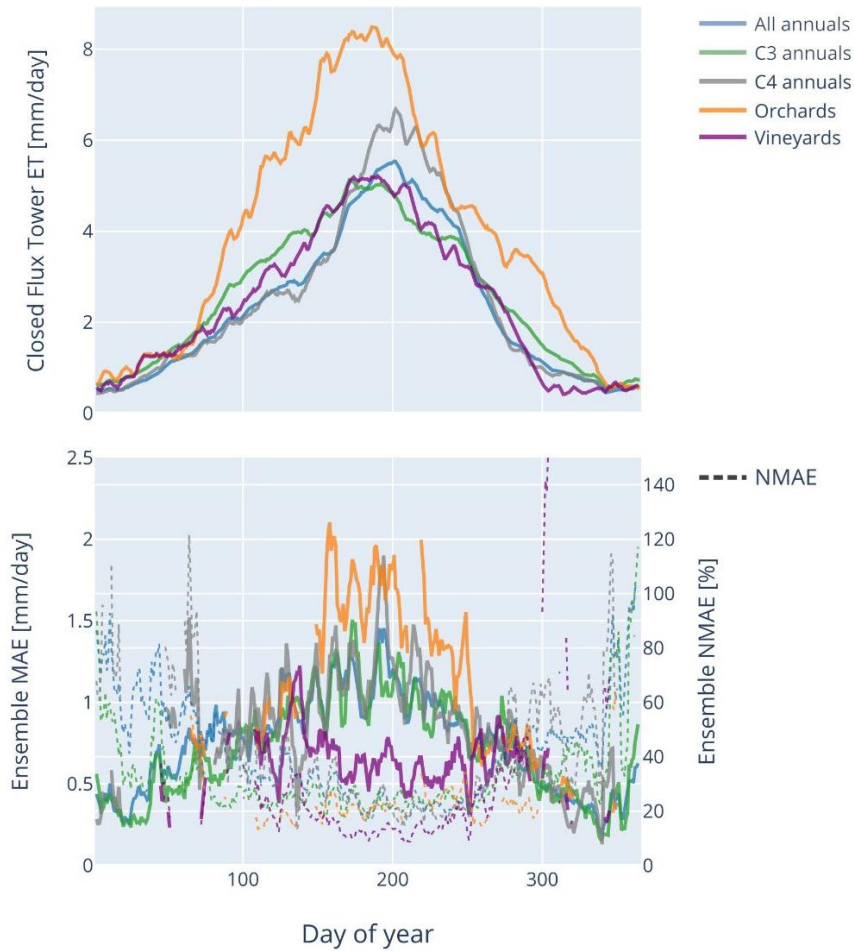 Closed Flux Tower ET [mm/day]
8
6
4
2
0
All annuals
C3 annuals
C4 annuals
Orchards
Vineyards
Ensemble MAE [mm/day]
2.5
2
1.5
1
0.5
0
140
120
100
80
60
40
20
0
Ensemble NMAE [%]
NMAE
100
200
300
Day of year